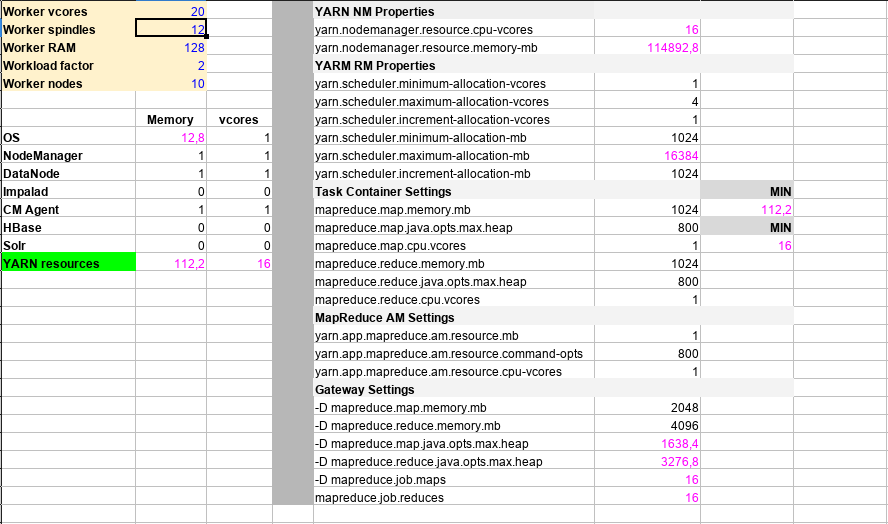 Worker vcores 20
Worker spindles 12
Worker RAM 128
Workload factor 2
Worker nodes 10
Memory vcores
OS 12,8 1
NodeManager 1 1
DataNode 1 1
Impalad 0 0
CM Agent 1 1
HBase 0 0
Solr 0 0
YARN resources 112,2 16
YARN NM Properties
yarn.nodemanager.resource.cpu-vcores 16
yarn.nodemanager.resource.memory-mb 114892,8
YARM RM Properties
yarn.scheduler.minimum-allocation-vcores 1
yarn.scheduler.maximum-allocation-vcores 4
yarn.scheduler.increment-allocation-vcores 1
yarn.scheduler.minimum-allocation-mb 1024
yarn.scheduler.maximum-allocation-mb 16384
yarn.scheduler.increment-allocation-mb 1024
Task Container Settings MIN
mapreduce.map.memory.mb 1024 112,2
mapreduce.map.java.opts.max.heap 800 MIN
mapreduce.map.cpu.vcores 1 16
mapreduce.reduce.memory.mb 1024
mapreduce.reduce.java.opts.max.heap 800
mapreduce.reduce.cpu.vcores 1
MapReduce AM Settings
yarn.app.mapreduce.am.resource.mb 1
yarn.app.mapreduce.am.resource.command-opts 800
yarn.app.mapreduce.am.resource.cpu-vcores 1
Gateway Settings
-D mapreduce.map.memory.mb 2048
-D mapreduce.reduce.memory.mb 4096
-D mapreduce.map.java.opts.max.heap 1638,4
-D mapreduce.reduce.java.opts.max.heap 3276,8
-D mapreduce.job.maps 16
mapreduce.job.reduces 16